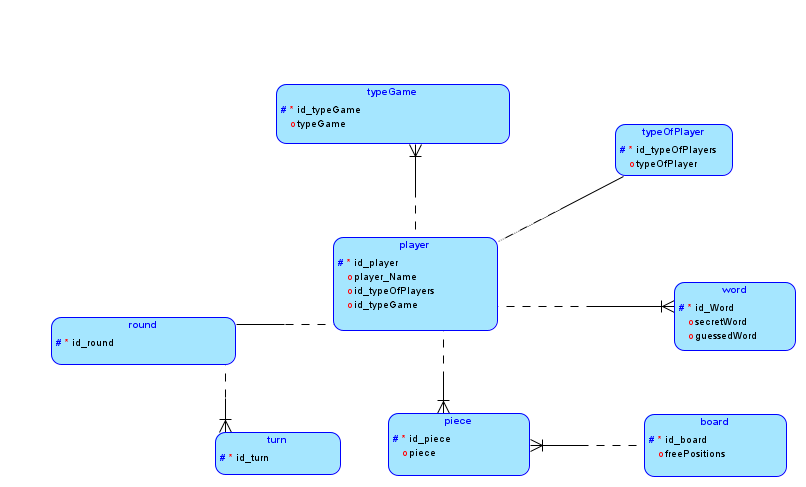 typeGame
# * id_typeGame
o typeGame
typeOfPlayer
# * id_typeOfPlayers
o typeOfPlayer
player
# * id_player
o player_Name
o id_typeOfPlayers
o id_typeGame
word
# * id_Word
o secretWord
o guessedWord
round
# * id_round
turn
# * id_turn
piece
# * id_piece
o piece
board
# * id_board
o freePositions